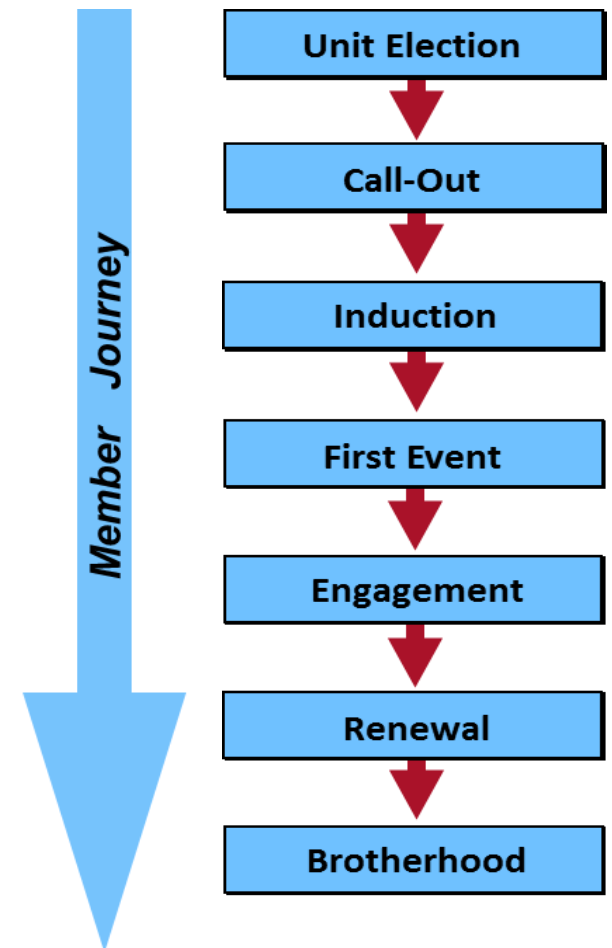 Member Journey
Unit Election
Call-Out
Induction
First Event
Engagement
Renewal
Brotherhood